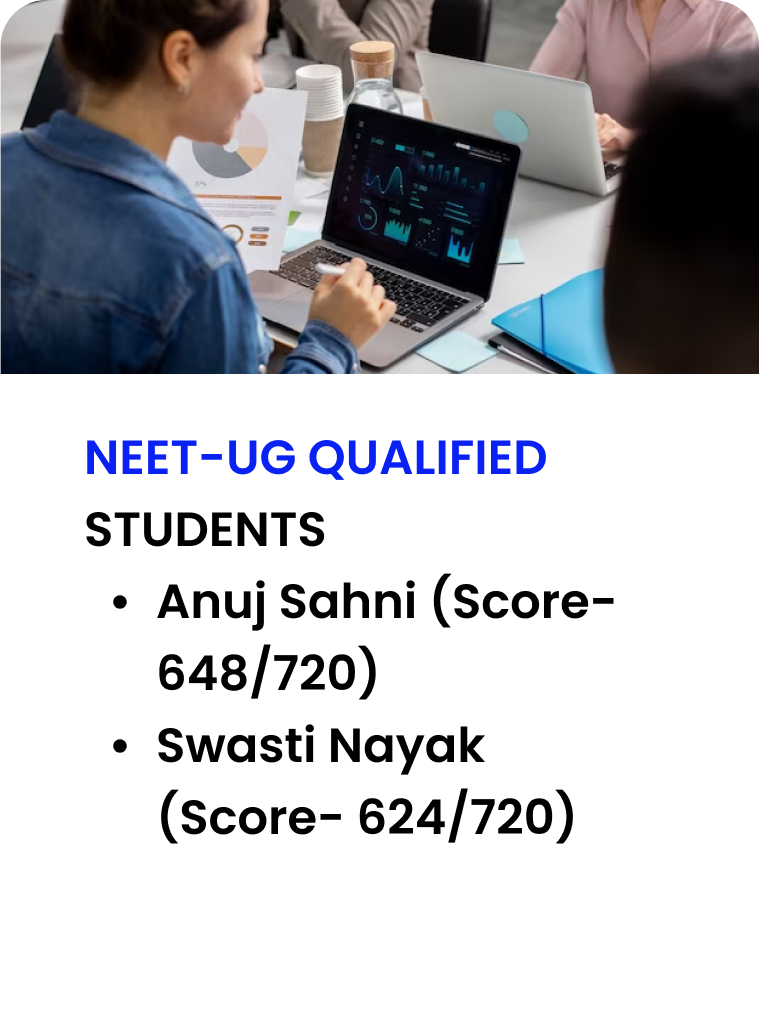 NEET-UG QUALIFIED
STUDENTS
• Anuj Sahni (Score-
648/720)
• Swasti Nayak
(Score- 624/720)